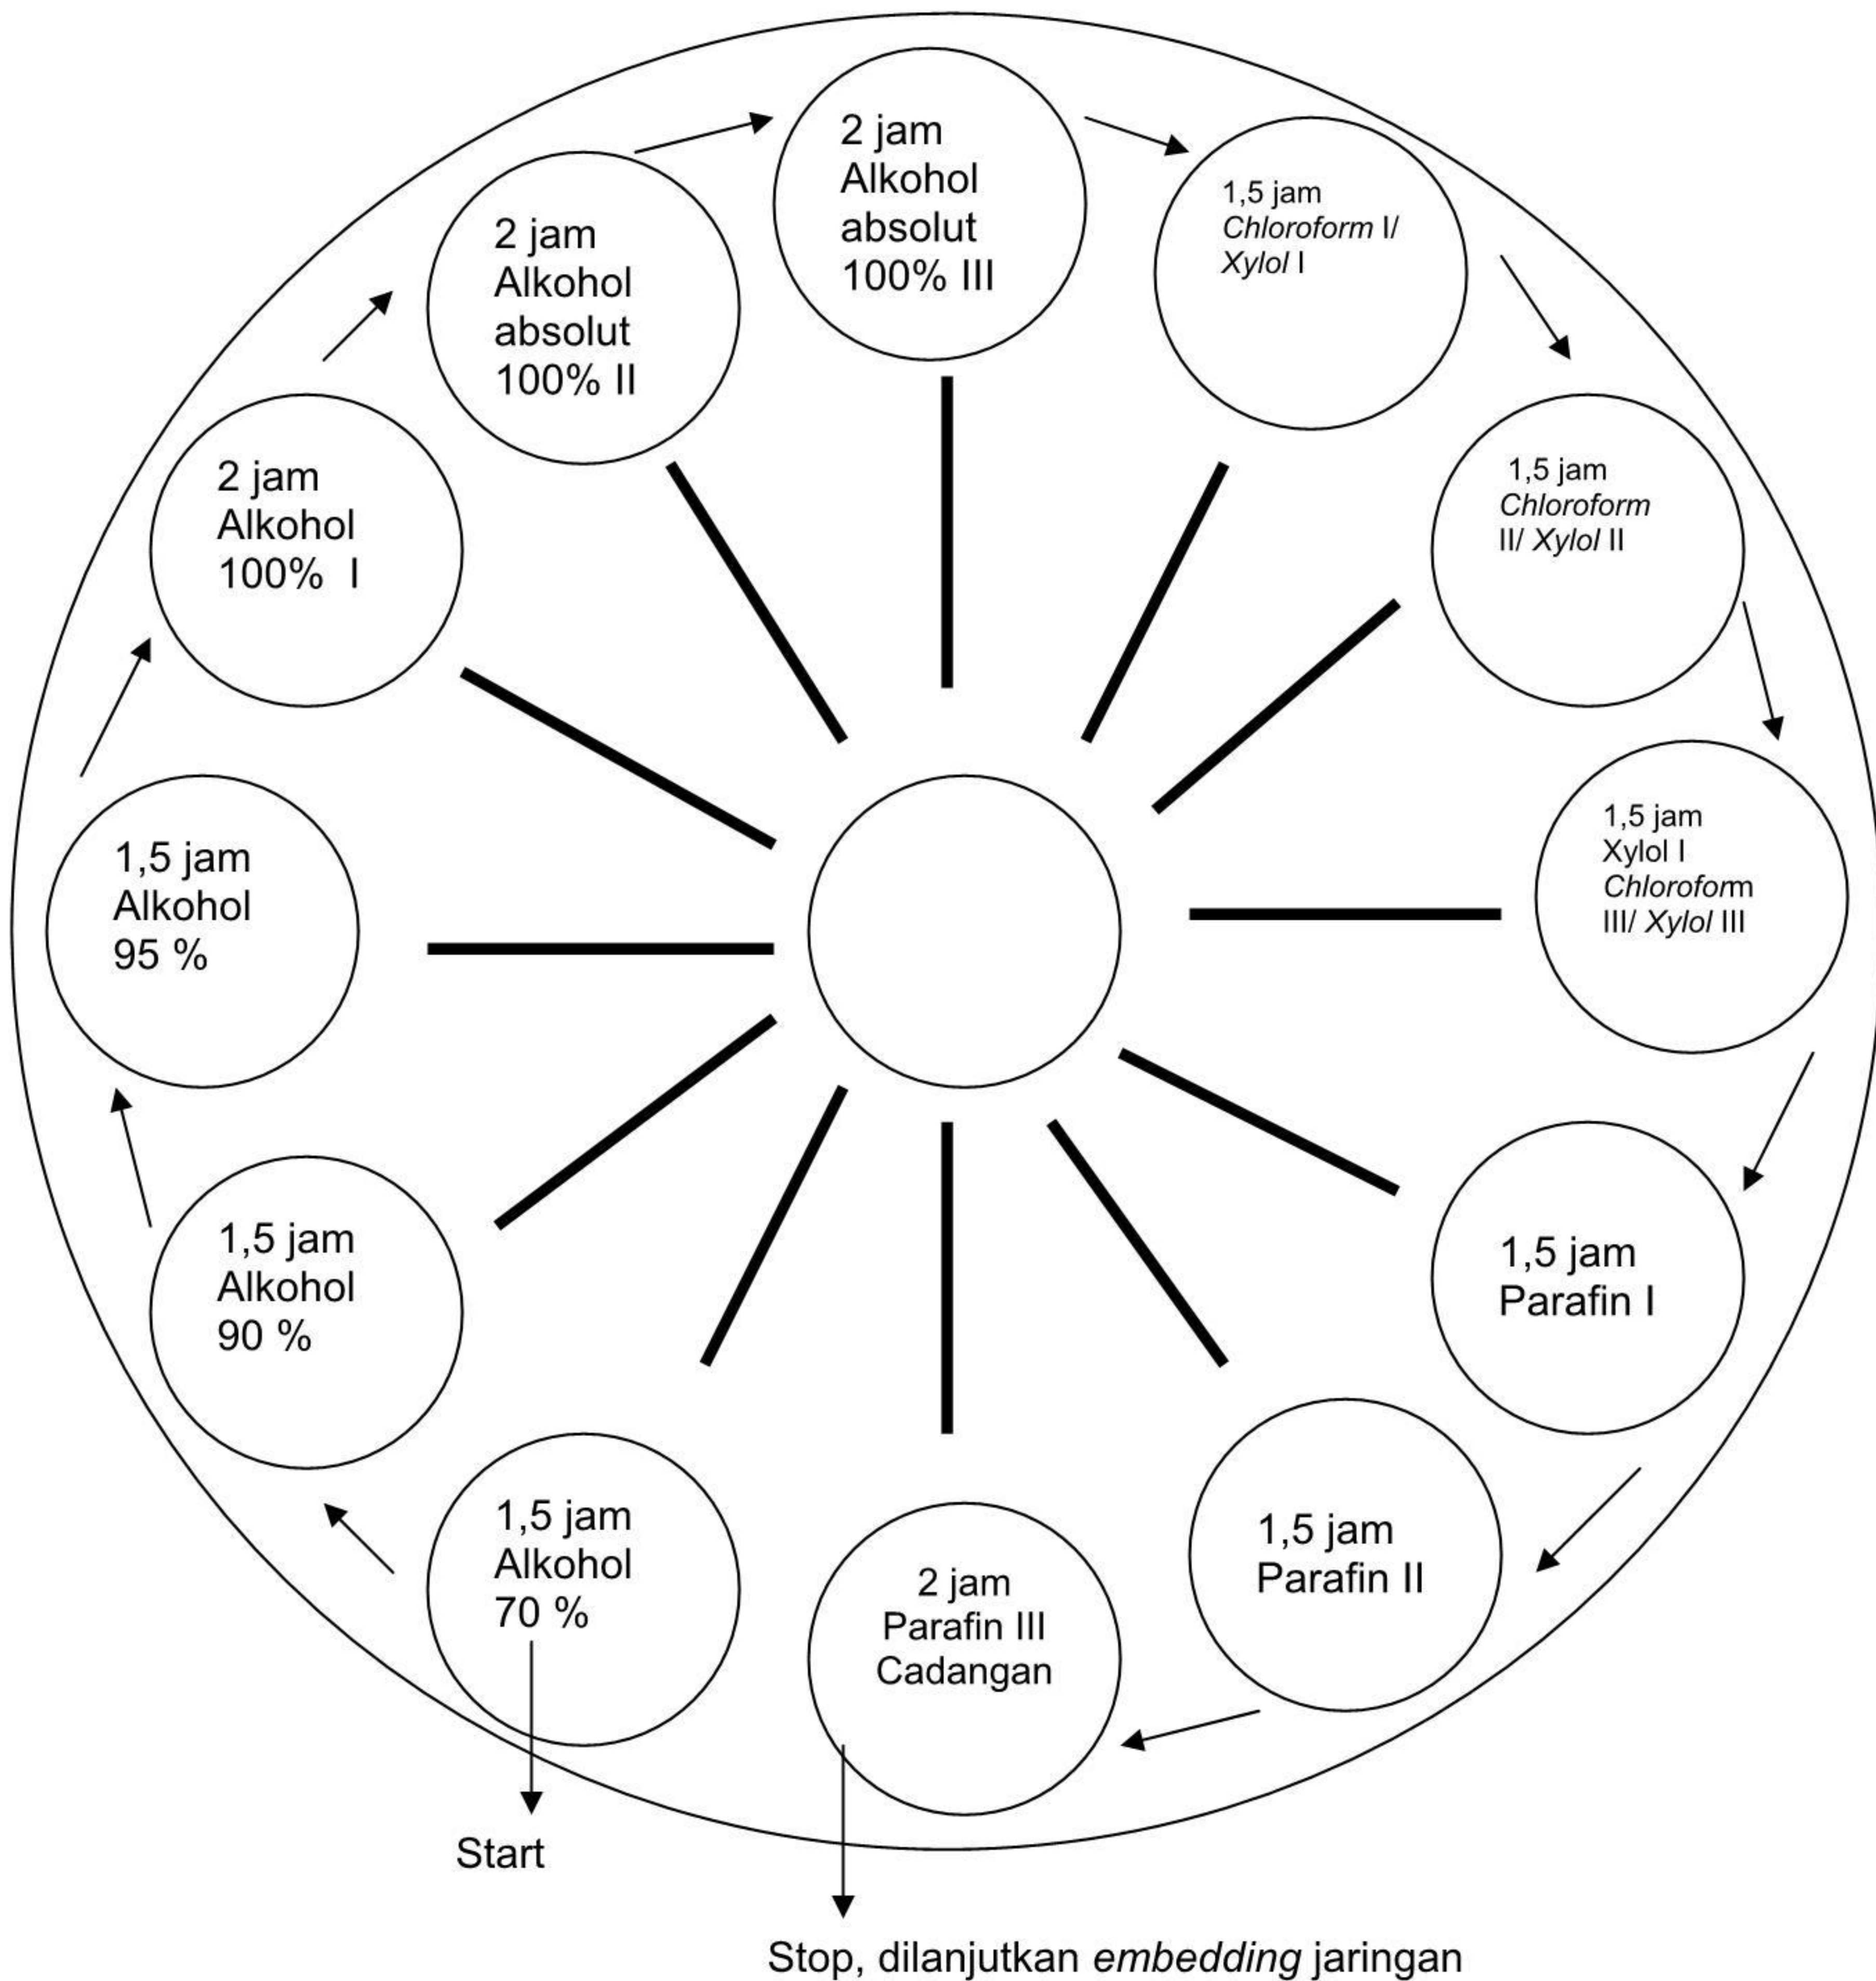 2 jam
Alkohol
absolut
100% III
1,5 jam
Chloroform I/
Xylol I
1,5 jam
Chloroform
II/ Xylol II
1,5 jam
Xylol I
Chloroform
III/ Xylol III
1,5 jam
Parafin I
1,5 jam
Parafin II
2 jam
Parafin III
Cadangan
1,5 jam
Alkohol
70 %
1,5 jam
Alkohol
90 %
1,5 jam
Alkohol
95 %
2 jam
Alkohol
100% I
2 jam
Alkohol
absolut
100% II
Start
Stop, dilanjutkan embedding jaringan